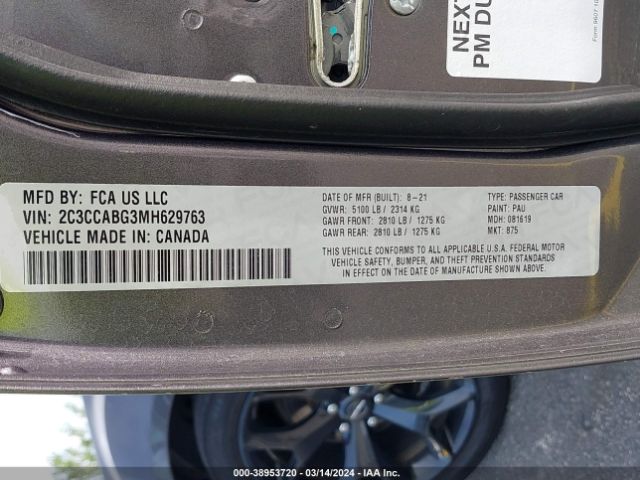 NEXT
PM DU
Form 9607 10
MFD BY: FCA US LLC
VIN: 2C3CCABG3MH629763
VEHICLE MADE IN: CANADA
DATE OF MFR (BUILT): 8-21
GVWR: 5100 LB / 2314 KG
GAWR FRONT: 2810 LB / 1275 KG
GAWR REAR: 2810 LB / 1275 KG
TYPE: PASSENGER CAR
PAINT: PAU
MDH: 081619
MKT: 875
THIS VEHICLE CONFORMS TO ALL APPLICABLE U.S.A. FEDERAL MOTOR
VEHICLE SAFETY, BUMPER, AND THEFT PREVENTION STANDARDS
IN EFFECT ON THE DATE OF MANUFACTURE SHOWN ABOVE.
000-38953720 - 03/14/2024 - IAA Inc.